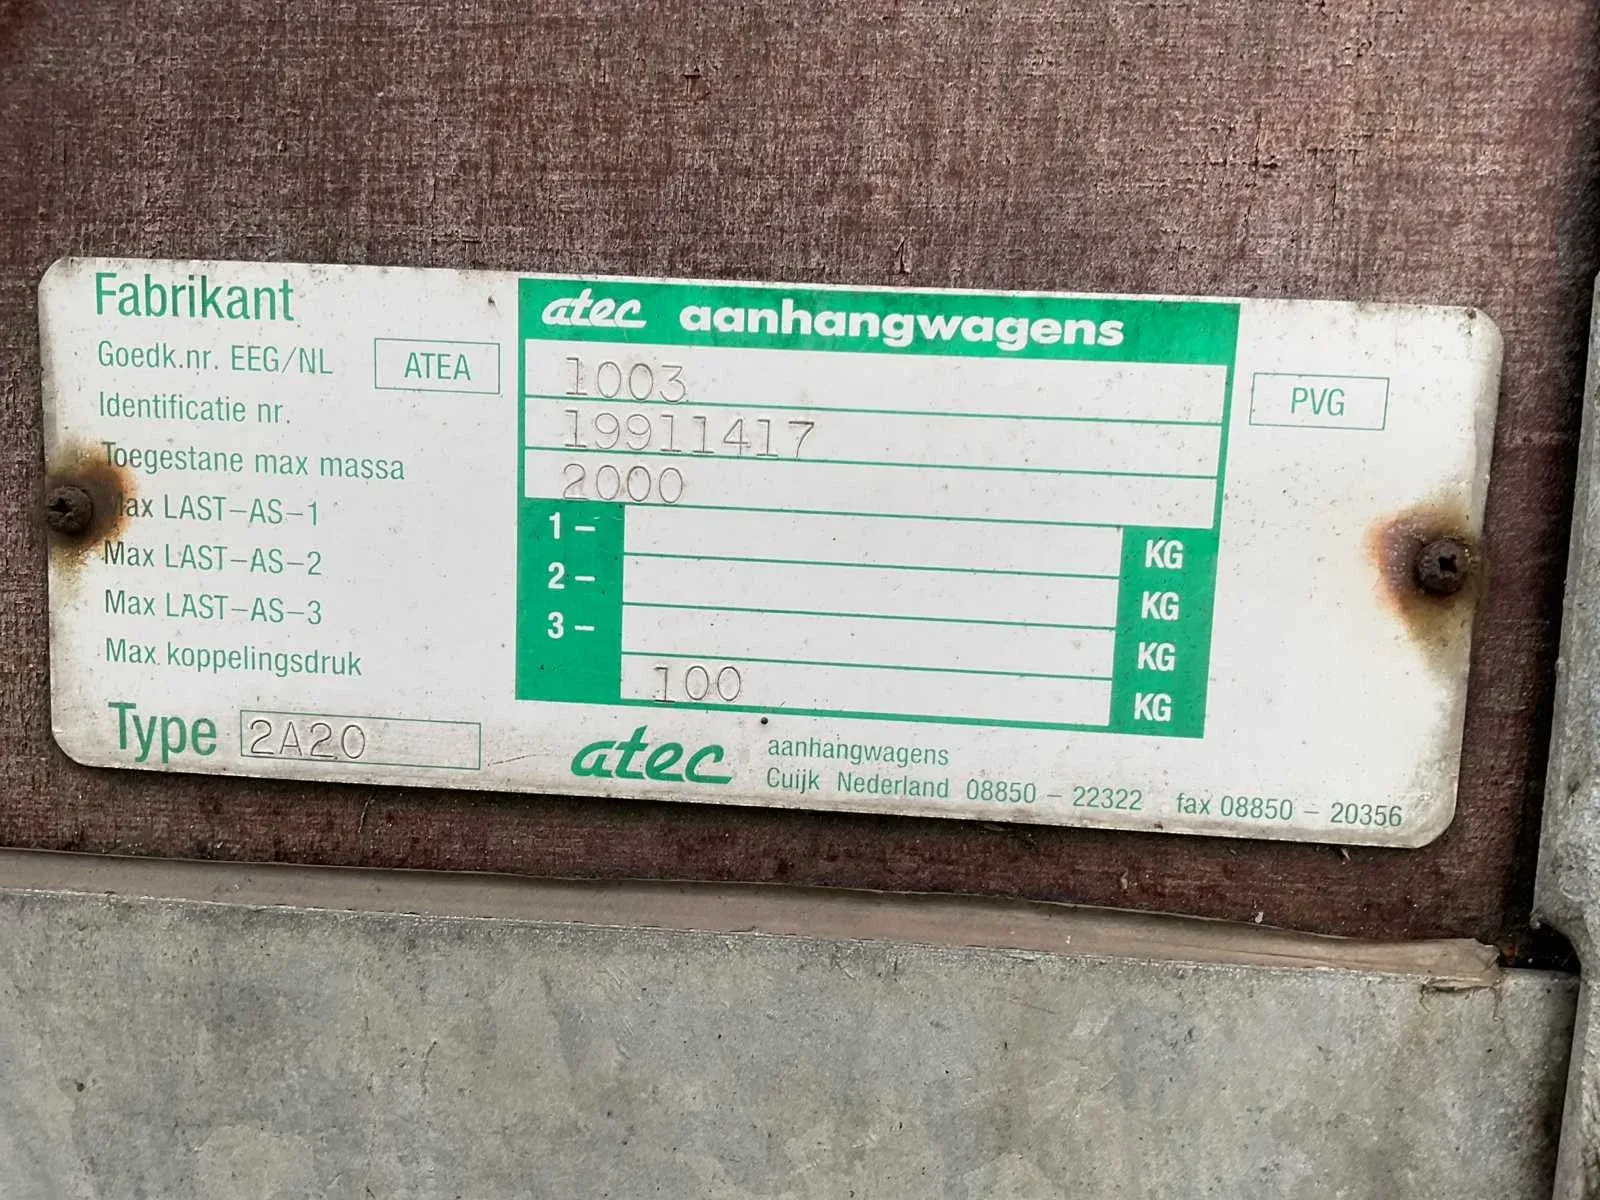 Fabrikant atec aanhangwagens
Goedk.nr. EEG/NL ATEA 1003 PVG
Identificatie nr. 19911417
Toegestane max massa 2000
Max LAST-AS-1 1- KG
Max LAST-AS-2 2- KG
Max LAST-AS-3 3- KG
Max koppelingsdruk 100 KG
Type 2A20 atec aanhangwagens
Cuijk Nederland 08850 - 22322 fax 08850 - 20356